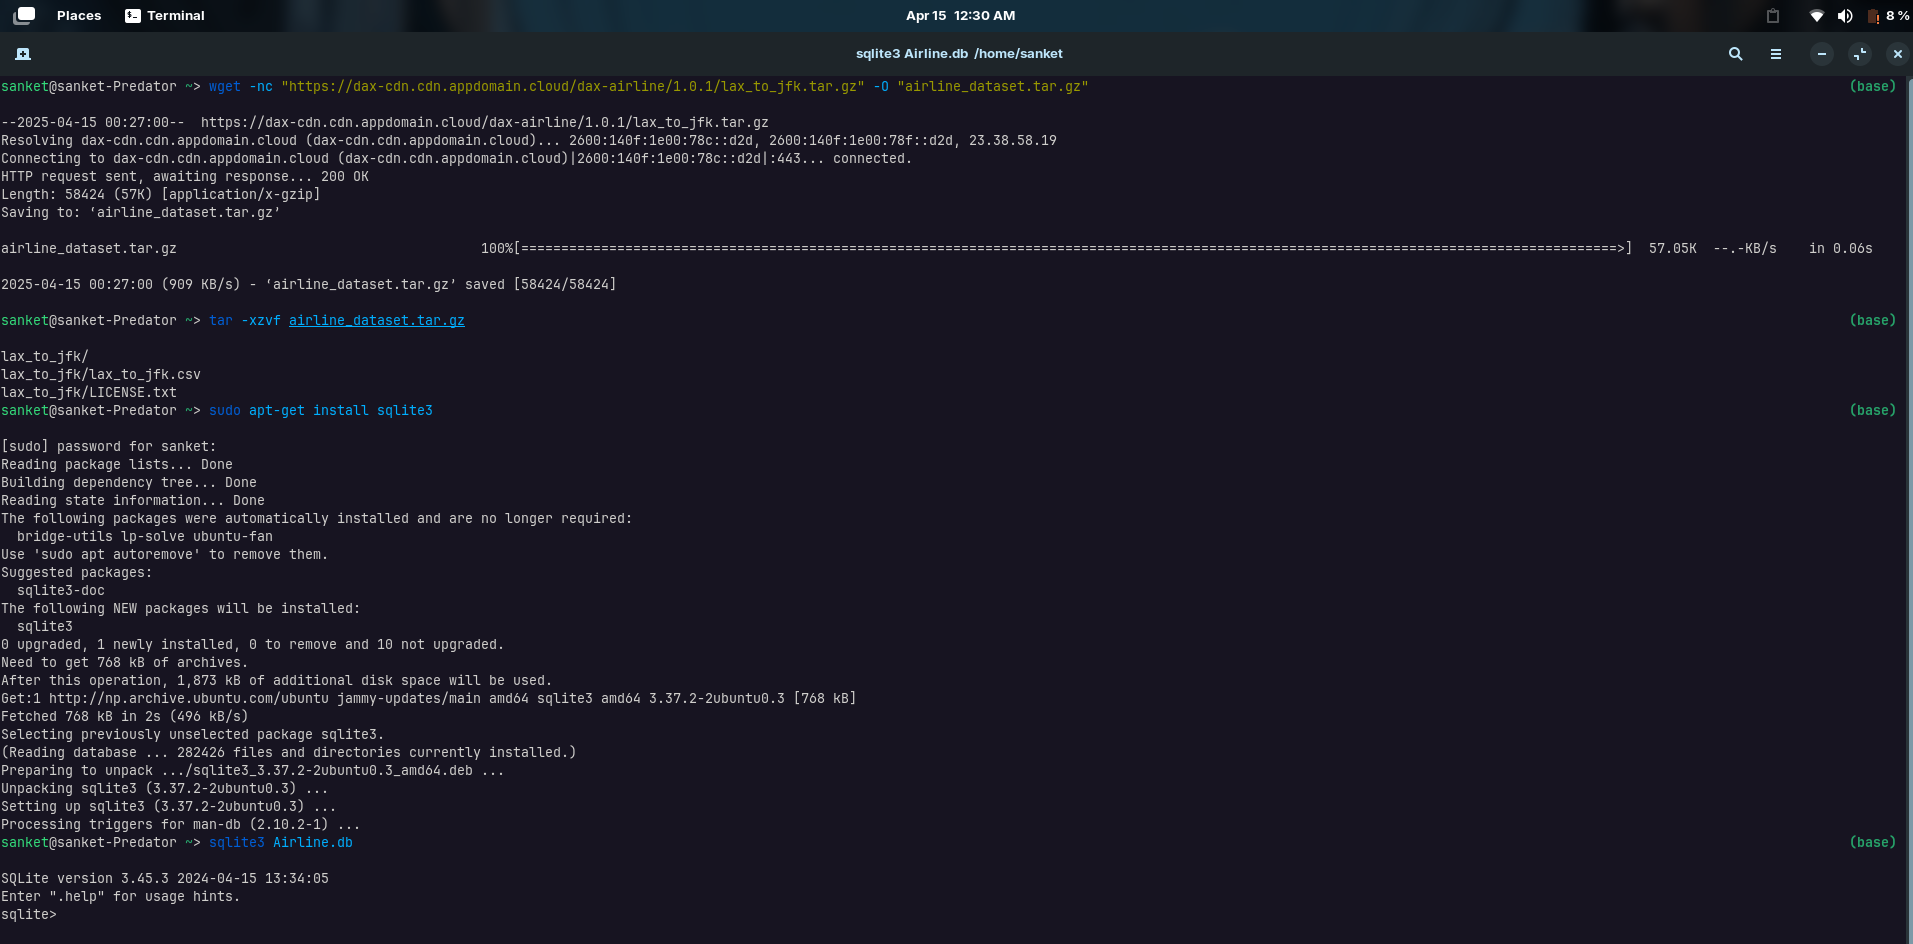 Places
Terminal
Apr 15 12:30 AM
8 %
sqlite3 Airline.db /home/sanket
sanket@sanket-Predator ~> wget -nc "https://dax-cdn.cdn.appdomain.cloud/dax-airline/1.0.1/lax_to_jfk.tar.gz" -O "airline_dataset.tar.gz" (base)
--2025-04-15 00:27:00--  https://dax-cdn.cdn.appdomain.cloud/dax-airline/1.0.1/lax_to_jfk.tar.gz
Resolving dax-cdn.cdn.appdomain.cloud (dax-cdn.cdn.appdomain.cloud)... 2600:140f:1e00:78c::d2d, 2600:140f:1e00:78f::d2d, 23.38.58.19
Connecting to dax-cdn.cdn.appdomain.cloud (dax-cdn.cdn.appdomain.cloud)|2600:140f:1e00:78c::d2d|:443... connected.
HTTP request sent, awaiting response... 200 OK
Length: 58424 (57K) [application/x-gzip]
Saving to: ‘airline_dataset.tar.gz’
airline_dataset.tar.gz 100%[=========================================================================================================================================>] 57.05K --.-KB/s in 0.06s
2025-04-15 00:27:00 (909 KB/s) - ‘airline_dataset.tar.gz’ saved [58424/58424]
sanket@sanket-Predator ~> tar -xzvf airline_dataset.tar.gz (base)
lax_to_jfk/
lax_to_jfk/lax_to_jfk.csv
lax_to_jfk/LICENSE.txt
sanket@sanket-Predator ~> sudo apt-get install sqlite3 (base)
[sudo] password for sanket:
Reading package lists... Done
Building dependency tree... Done
Reading state information... Done
The following packages were automatically installed and are no longer required:
  bridge-utils lp-solve ubuntu-fan
Use 'sudo apt autoremove' to remove them.
Suggested packages:
  sqlite3-doc
The following NEW packages will be installed:
  sqlite3
0 upgraded, 1 newly installed, 0 to remove and 10 not upgraded.
Need to get 768 kB of archives.
After this operation, 1,873 kB of additional disk space will be used.
Get:1 http://np.archive.ubuntu.com/ubuntu jammy-updates/main amd64 sqlite3 amd64 3.37.2-2ubuntu0.3 [768 kB]
Fetched 768 kB in 2s (496 kB/s)
Selecting previously unselected package sqlite3.
(Reading database ... 282426 files and directories currently installed.)
Preparing to unpack .../sqlite3_3.37.2-2ubuntu0.3_amd64.deb ...
Unpacking sqlite3 (3.37.2-2ubuntu0.3) ...
Setting up sqlite3 (3.37.2-2ubuntu0.3) ...
Processing triggers for man-db (2.10.2-1) ...
sanket@sanket-Predator ~> sqlite3 Airline.db (base)
SQLite version 3.45.3 2024-04-15 13:34:05
Enter ".help" for usage hints.
sqlite>